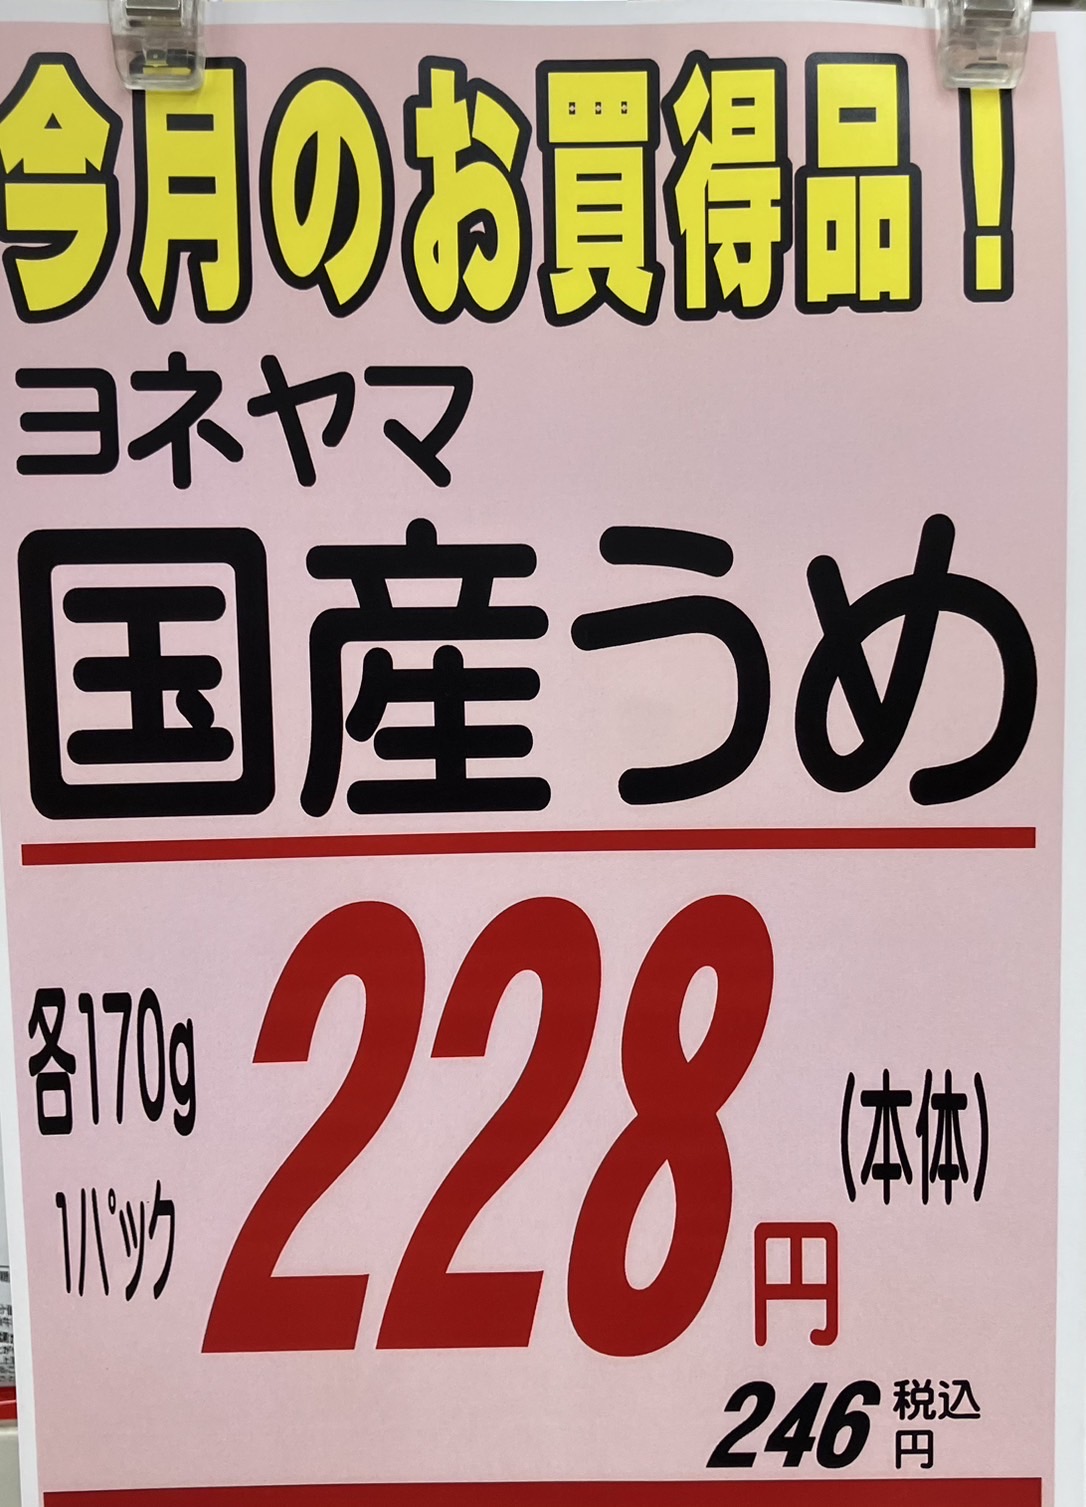 今月のお買得品!
ヨネヤマ
国産うめ
各170g
1パック
228円
(本体)
246円
税込